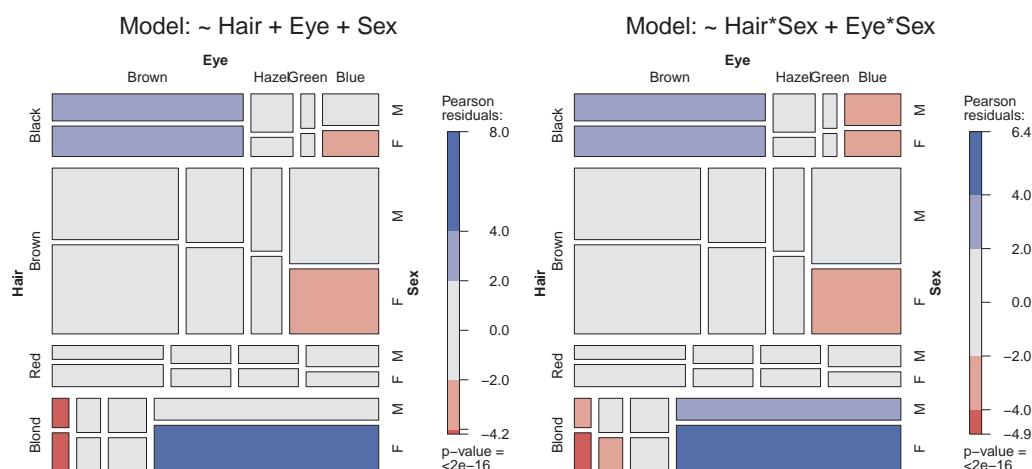 Model: ~ Hair + Eye + Sex
Eye
Brown Hazel Green Blue
Hair
Black
Brown
Red
Blond
Sex
M
F
M
F
M
F
M
F
Pearson
residuals:
8.0
4.0
2.0
0.0
−2.0
−4.2
p−value =
<2e−16
Model: ~ Hair*Sex + Eye*Sex
Eye
Brown Hazel Green Blue
Hair
Black
Brown
Red
Blond
Sex
M
F
M
F
M
F
M
F
Pearson
residuals:
6.4
4.0
2.0
0.0
−2.0
−4.0
−4.9
p−value =
<2e−16